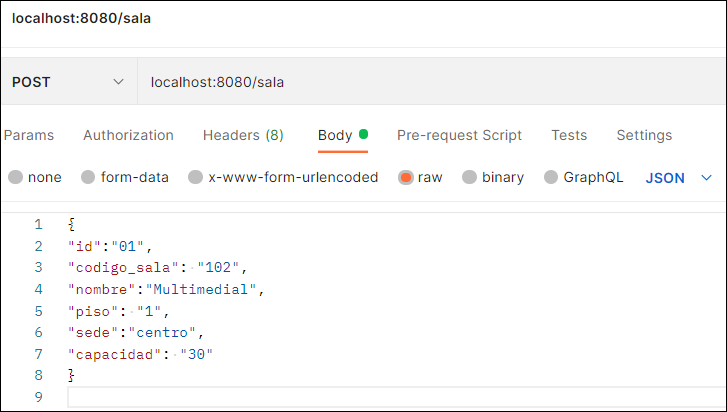 localhost:8080/sala
POST localhost:8080/sala
Params Authorization Headers (8) Body Pre-request Script Tests Settings
none form-data x-www-form-urlencoded raw binary GraphQL JSON
1 {
2 "id":"01",
3 "codigo_sala": "102",
4 "nombre":"Multimedial",
5 "piso": "1",
6 "sede":"centro",
7 "capacidad": "30"
8 }
9